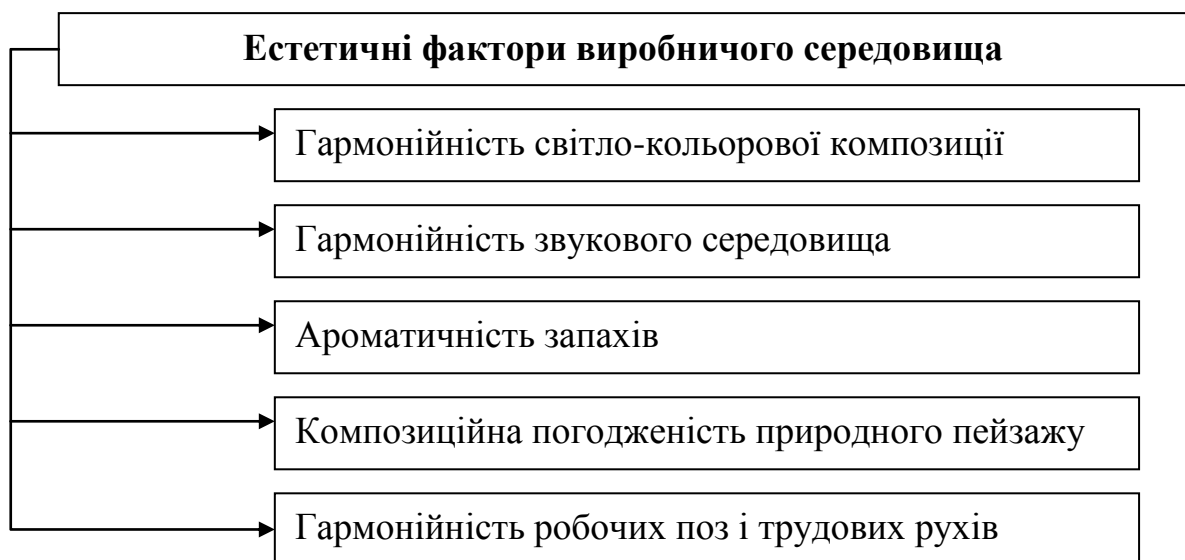 Естетичні фактори виробничого середовища
Гармонійність світло-кольорової композиції
Гармонійність звукового середовища
Ароматичність запахів
Композиційна погодженість природного пейзажу
Гармонійність робочих поз і трудових рухів